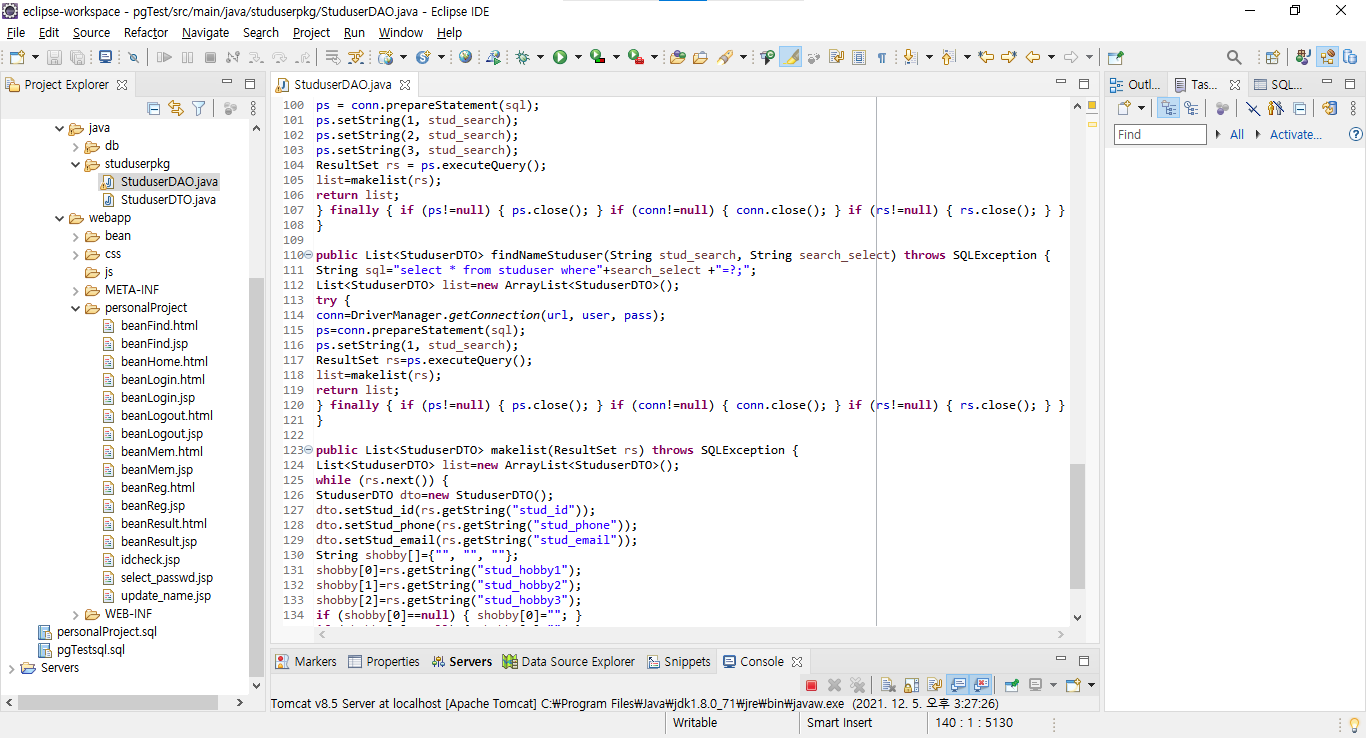 eclipse-workspace - pgTest/src/main/java/studuserpkg/StuduserDAO.java - Eclipse IDE
File Edit Source Refactor Navigate Search Project Run Window Help
Project Explorer
java
db
studuserpkg
StuduserDAO.java
StuduserDTO.java
webapp
bean
css
js
META-INF
personalProject
beanFind.html
beanFind.jsp
beanHome.html
beanLogin.html
beanLogin.jsp
beanLogout.html
beanLogout.jsp
beanMem.html
beanMem.jsp
beanReg.html
beanReg.jsp
beanResult.html
beanResult.jsp
idcheck.jsp
select_passwd.jsp
update_name.jsp
WEB-INF
personalProject.sql
pgTestsql.sql
Servers
StuduserDAO.java
100 ps = conn.prepareStatement(sql);
101 ps.setString(1, stud_search);
102 ps.setString(2, stud_search);
103 ps.setString(3, stud_search);
104 ResultSet rs = ps.executeQuery();
105 list=makelist(rs);
106 return list;
107 } finally { if (ps!=null) { ps.close(); } if (conn!=null) { conn.close(); } if (rs!=null) { rs.close(); } }
108 }
109
110 public List<StuduserDTO> findNameStuduser(String stud_search, String search_select) throws SQLException {
111 String sql="select * from studuser where"+search_select +"=?;";
112 List<StuduserDTO> list=new ArrayList<StuduserDTO>();
113 try {
114 conn=DriverManager.getConnection(url, user, pass);
115 ps=conn.prepareStatement(sql);
116 ps.setString(1, stud_search);
117 ResultSet rs=ps.executeQuery();
118 list=makelist(rs);
119 return list;
120 } finally { if (ps!=null) { ps.close(); } if (conn!=null) { conn.close(); } if (rs!=null) { rs.close(); } }
121 }
122
123 public List<StuduserDTO> makelist(ResultSet rs) throws SQLException {
124 List<StuduserDTO> list=new ArrayList<StuduserDTO>();
125 while (rs.next()) {
126 StuduserDTO dto=new StuduserDTO();
127 dto.setStud_id(rs.getString("stud_id"));
128 dto.setStud_phone(rs.getString("stud_phone"));
129 dto.setStud_email(rs.getString("stud_email"));
130 String shobby[]={"", "", ""};
131 shobby[0]=rs.getString("stud_hobby1");
132 shobby[1]=rs.getString("stud_hobby2");
133 shobby[2]=rs.getString("stud_hobby3");
134 if (shobby[0]==null) { shobby[0]=""; }
Outl... Tas... SQL...
Find All Activate...
Markers Properties Servers Data Source Explorer Snippets Console
Tomcat v8.5 Server at localhost [Apache Tomcat] C:₩Program Files₩Java₩jdk1.8.0_71₩jre₩bin₩javaw.exe (2021. 12. 5. 오후 3:27:26)
Writable Smart Insert 140 : 1 : 5130